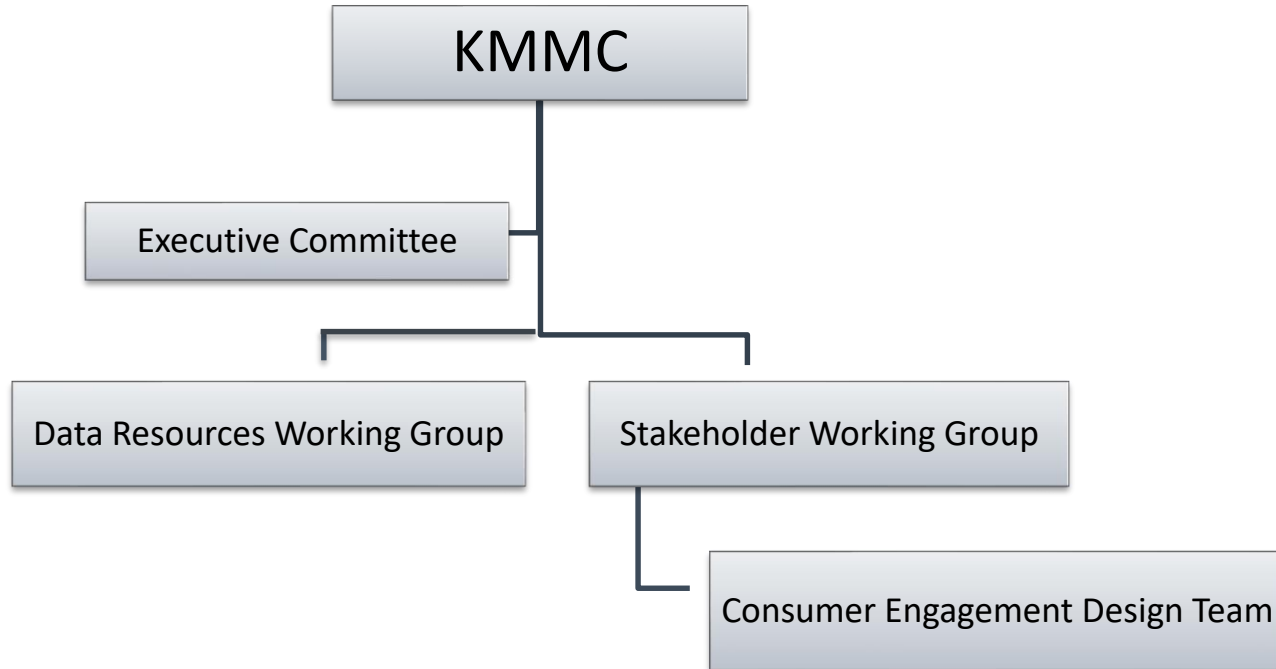 KMMC
Executive Committee
Data Resources Working Group
Stakeholder Working Group
Consumer Engagement Design Team